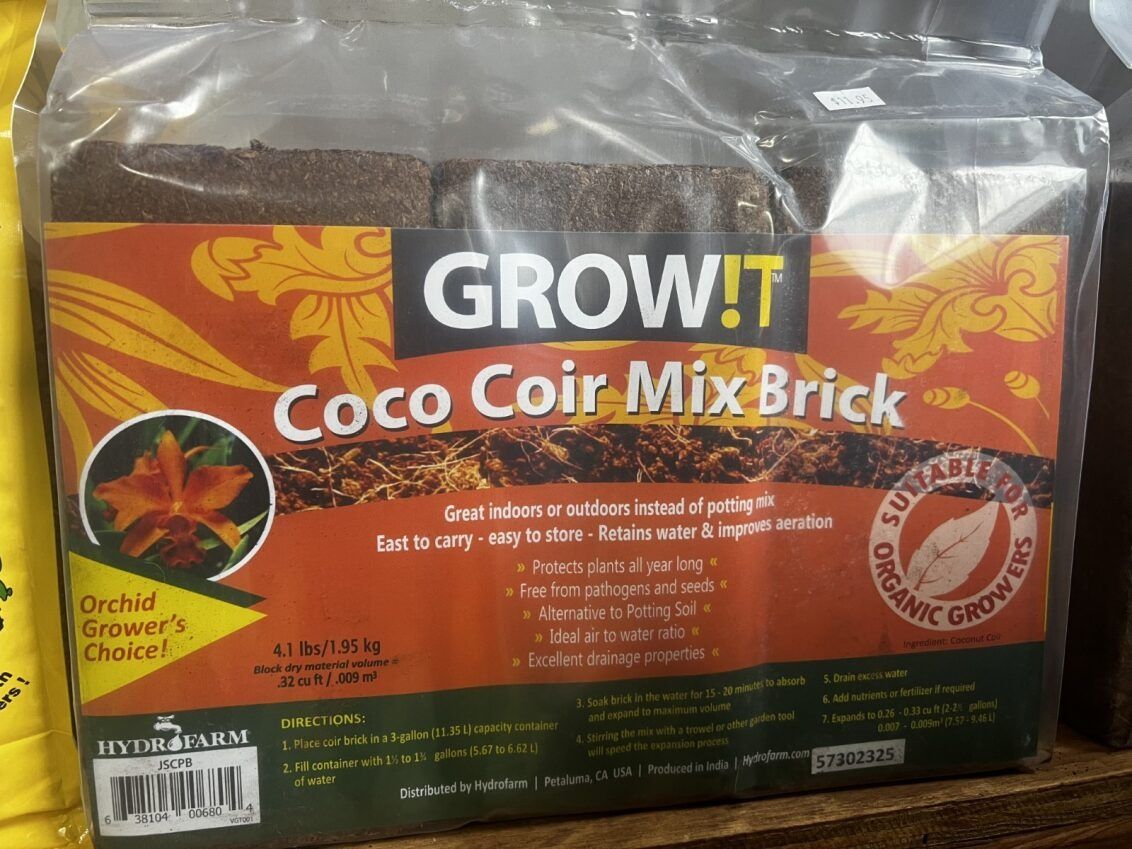 $11.95
GROW!T™
Coco Coir Mix Brick
Great indoors or outdoors instead of potting mix
East to carry - easy to store - Retains water & improves aeration
» Protects plants all year long «
» Free from pathogens and seeds «
» Alternative to Potting Soil «
» Ideal air to water ratio «
» Excellent drainage properties «
SUITABLE FOR
ORGANIC GROWERS
Ingredient: Coconut Coir
Orchid
Grower's
Choice!
4.1 lbs/1.95 kg
Block dry material volume =
.32 cu ft / .009 m³
HYDROFARM
JSCPB
6 38104 00680 4
VGT001
DIRECTIONS:
1. Place coir brick in a 3-gallon (11.35 L) capacity container
2. Fill container with 1½ to 1¾ gallons (5.67 to 6.62 L)
of water
3. Soak brick in the water for 15 - 20 minutes to absorb
and expand to maximum volume
4. Stirring the mix with a trowel or other garden tool
will speed the expansion process
5. Drain excess water
6. Add nutrients or fertilizer if required
7. Expands to 0.26 - 0.33 cu ft (2-2½ gallons)
0.007 - 0.009m³ (7.57 - 9.46 L)
Distributed by Hydrofarm | Petaluma, CA USA | Produced in India | Hydrofarm.com
57302325